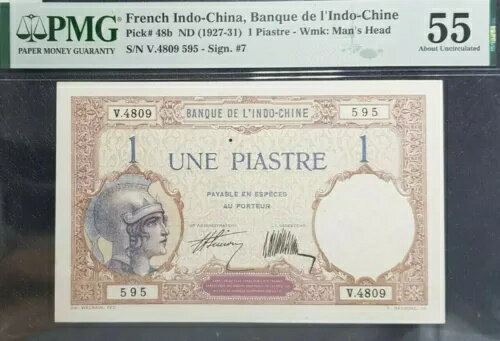 PMG
PAPER MONEY GUARANTY
French Indo-China, Banque de l'Indo-Chine
Pick# 48b ND (1927-31) 1 Piastre - Wmk: Man's Head
S/N V.4809 595 - Sign. #7
55
About Uncirculated
V.4809
BANQUE DE L'INDO-CHINE
595
1
UNE PIASTRE
1
PAYABLE EN ESPÈCES
AU PORTEUR
595
V.4809